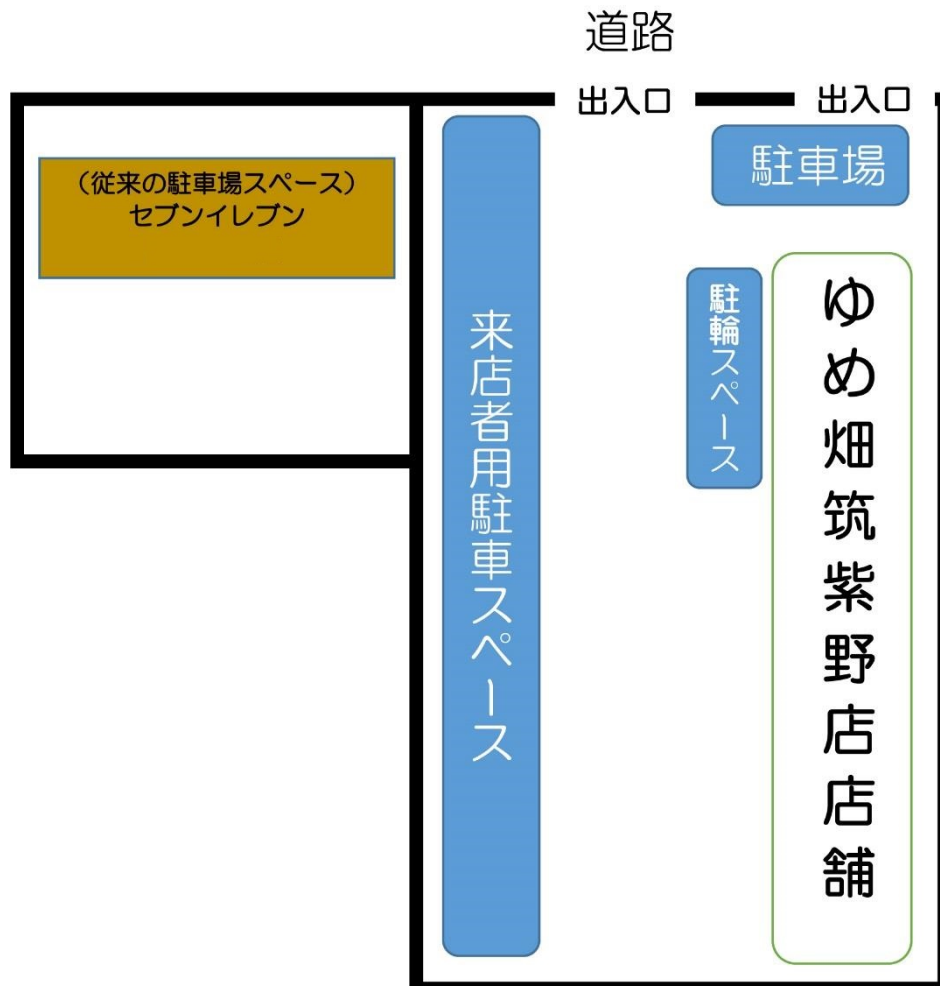 道路
出入口
出入口
（従来の駐車場スペース）
セブンイレブン
来店者用駐車スペース
駐車場
駐輪スペース
ゆめ畑筑紫野店店舗